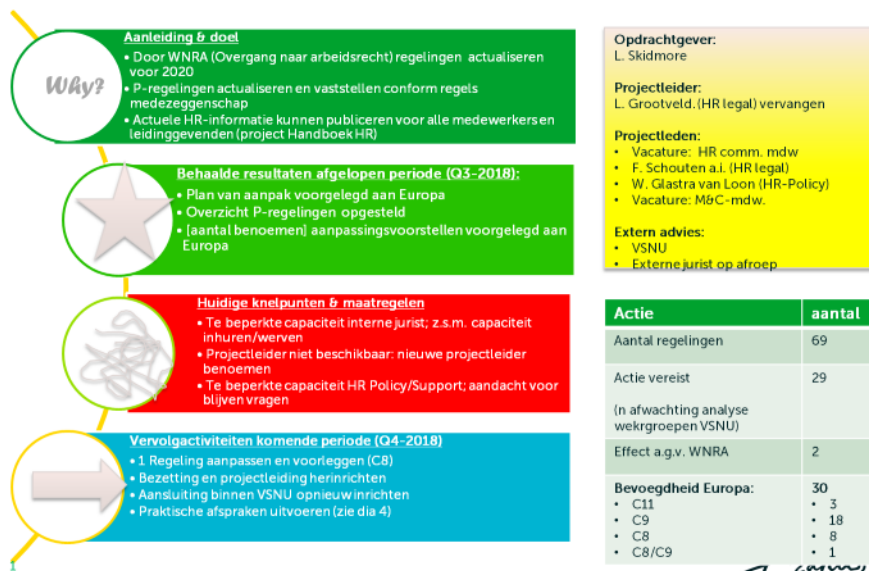 Why?
Aanleiding & doel
• Door WNRA (Overgang naar arbeidsrecht) regelingen actualiseren
voor 2020
• P-regelingen actualiseren en vaststellen conform regels
medezeggenschap
• Actuele HR-informatie kunnen publiceren voor alle medewerkers en
leidinggevenden (project Handboek HR)
Behaalde resultaten afgelopen periode (Q3-2018):
• Plan van aanpak voorgelegd aan Europa
• Overzicht P-regelingen opgesteld
• [aantal benoemen] aanpassingsvoorstellen voorgelegd aan
Europa
Huidige knelpunten & maatregelen
• Te beperkte capaciteit interne jurist; z.s.m. capaciteit
inhuren/werven
• Projectleider niet beschikbaar: nieuwe projectleider
benoemen
• Te beperkte capaciteit HR Policy/Support; aandacht voor
blijven vragen
Vervolgactiviteiten komende periode (Q4-2018)
• 1 Regeling aanpassen en voorleggen (C8)
• Bezetting en projectleiding herinrichten
• Aansluiting binnen VSNU opnieuw inrichten
• Praktische afspraken uitvoeren (zie dia 4)
Opdrachtgever:
L. Skidmore
Projectleider:
L. Grootveld. (HR legal) vervangen
Projectleden:
• Vacature: HR comm. mdw
• F. Schouten a.i. (HR legal)
• W. Glastra van Loon (HR-Policy)
• Vacature: M&C-mdw.
Extern advies:
• VSNU
• Externe jurist op afroep
Actie aantal
Aantal regelingen 69
Actie vereist 29
(n afwachting analyse
wekrgroepen VSNU)
Effect a.g.v. WNRA 2
Bevoegdheid Europa: 30
• C11 • 3
• C9 • 18
• C8 • 8
• C8/C9 • 1